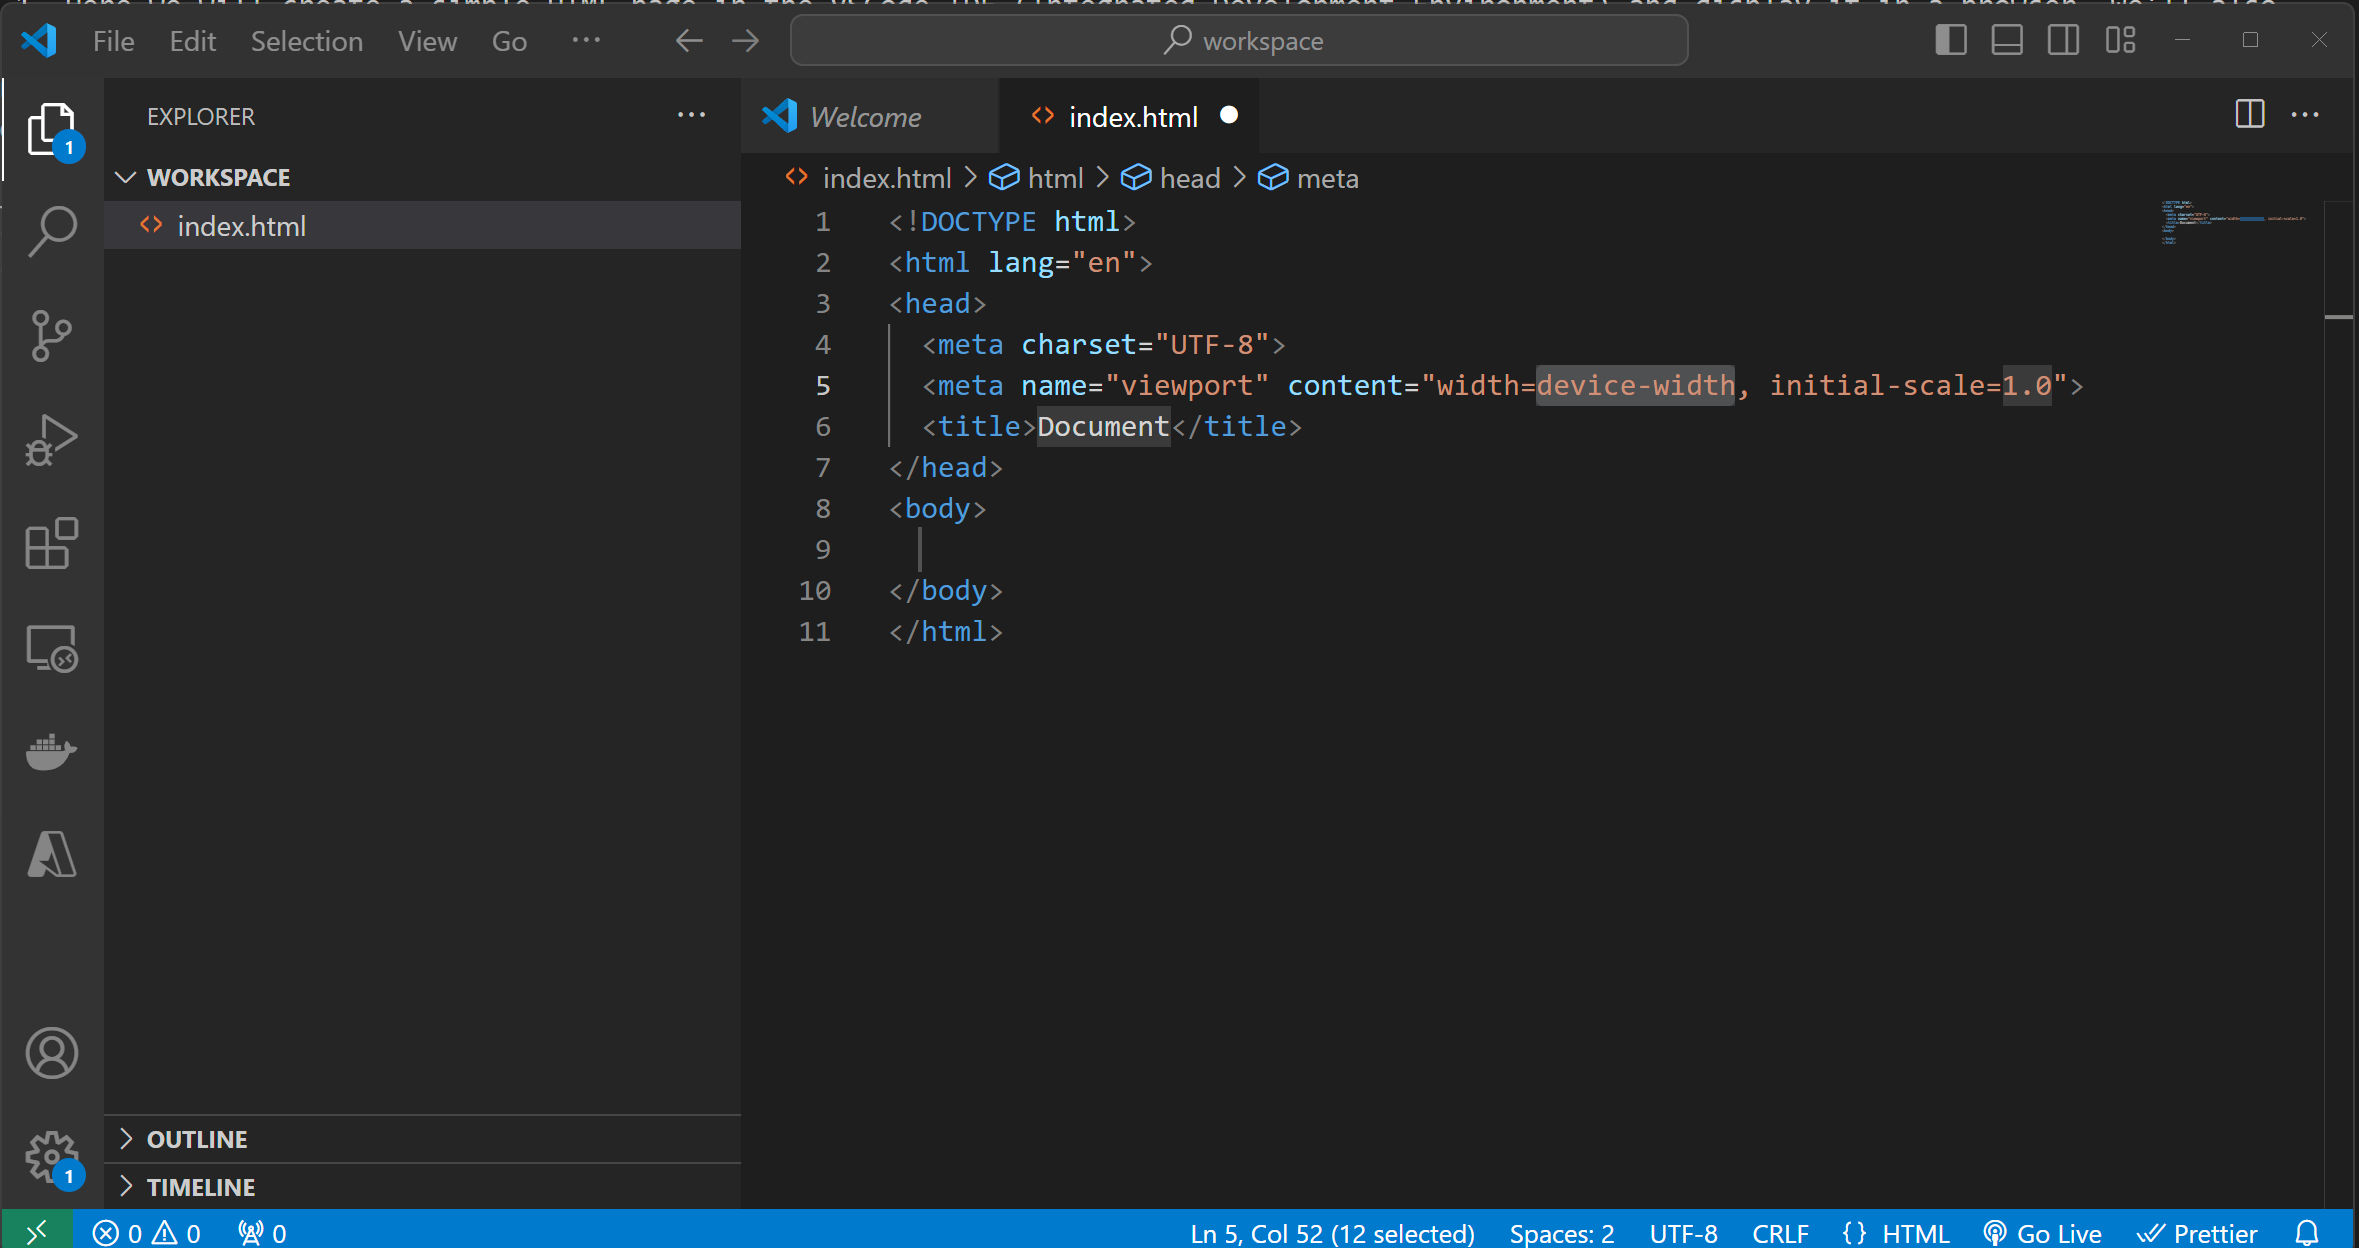 File Edit Selection View Go ··· workspace
EXPLORER ···
WORKSPACE
index.html
OUTLINE
TIMELINE
1
1
Welcome index.html
index.html > html > head > meta
1 <!DOCTYPE html>
2 <html lang="en">
3 <head>
4 <meta charset="UTF-8">
5 <meta name="viewport" content="width=device-width, initial-scale=1.0">
6 <title>Document</title>
7 </head>
8 <body>
9
10 </body>
11 </html>
0 0 0 Ln 5, Col 52 (12 selected) Spaces: 2 UTF-8 CRLF {} HTML Go Live Prettier